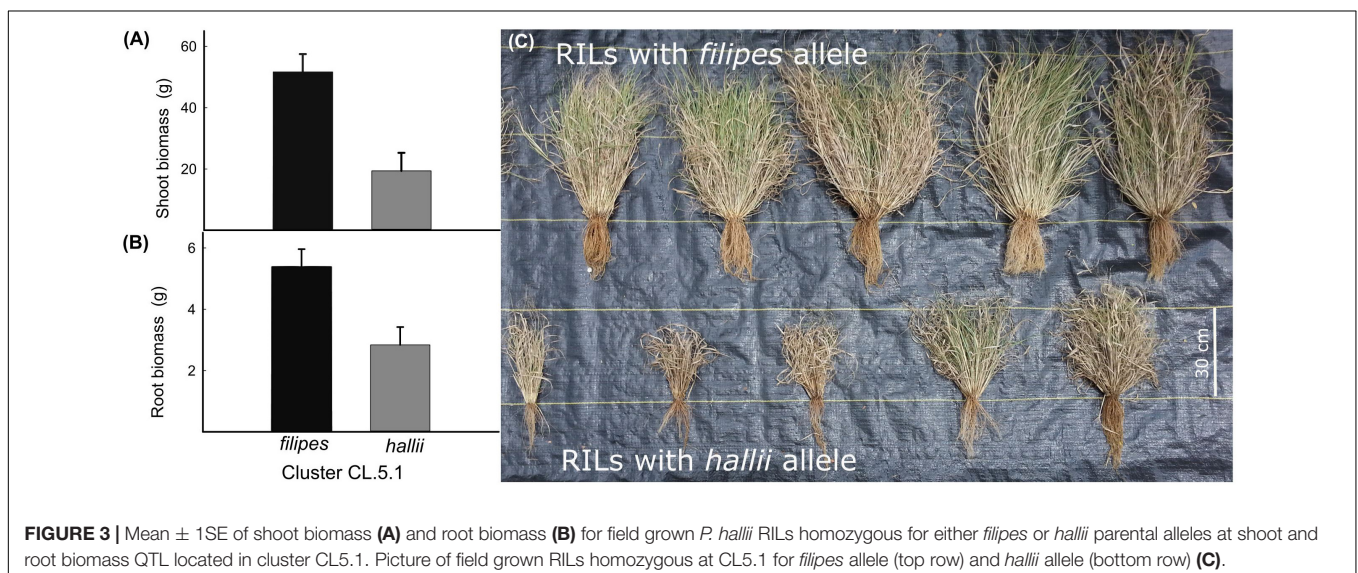 (A)
60
40
20
Shoot biomass (g)
(B)
6
4
2
Root biomass (g)
filipes hallii
Cluster CL.5.1
(C)
RILs with filipes allele
30 cm
RILs with hallii allele
FIGURE 3 | Mean ± 1SE of shoot biomass (A) and root biomass (B) for field grown P. hallii RILs homozygous for either filipes or hallii parental alleles at shoot and
root biomass QTL located in cluster CL5.1. Picture of field grown RILs homozygous at CL5.1 for filipes allele (top row) and hallii allele (bottom row) (C).